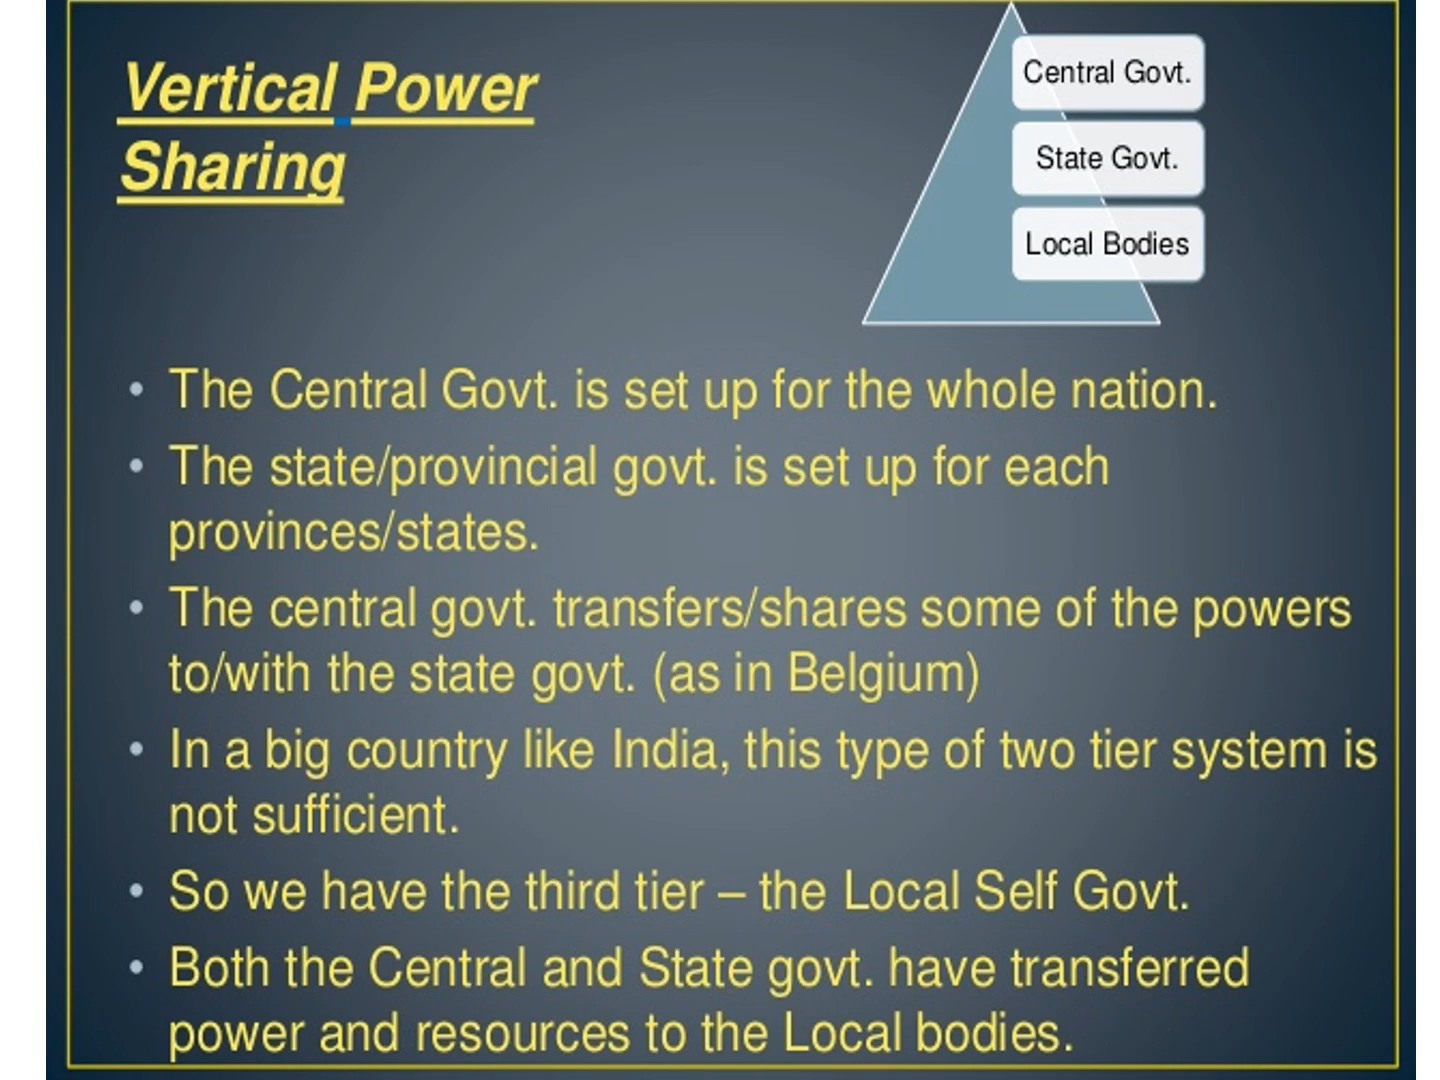 Vertical Power
Sharing
Central Govt.
State Govt.
Local Bodies
• The Central Govt. is set up for the whole nation.
• The state/provincial govt. is set up for each
provinces/states.
• The central govt. transfers/shares some of the powers
to/with the state govt. (as in Belgium)
• In a big country like India, this type of two tier system is
not sufficient.
• So we have the third tier – the Local Self Govt.
• Both the Central and State govt. have transferred
power and resources to the Local bodies.